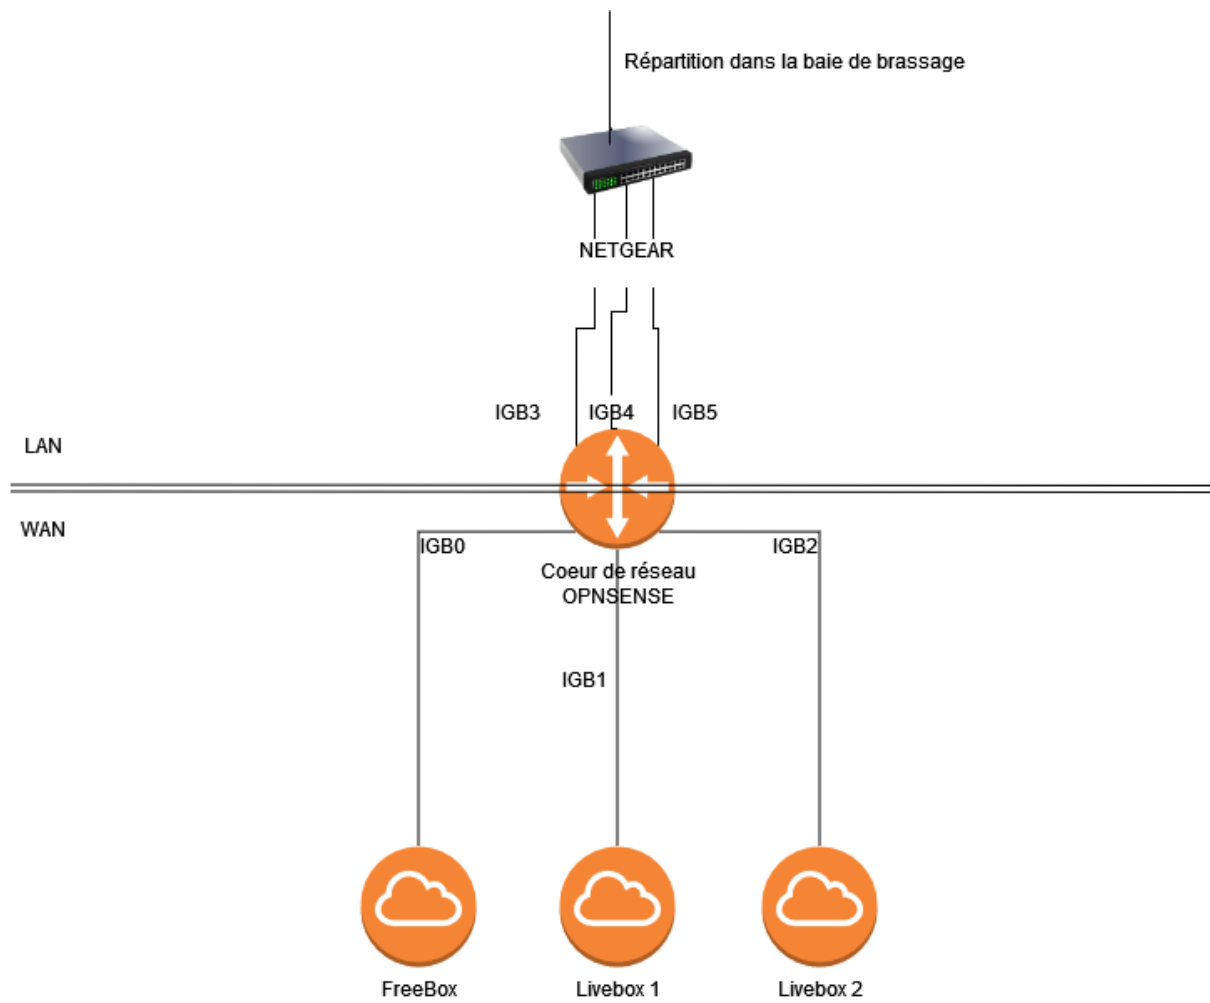 Répartition dans la baie de brassage
NETGEAR
IGB3
IGB4
IGB5
LAN
WAN
IGB0
IGB2
Coeur de réseau
OPNSENSE
IGB1
FreeBox
Livebox 1
Livebox 2